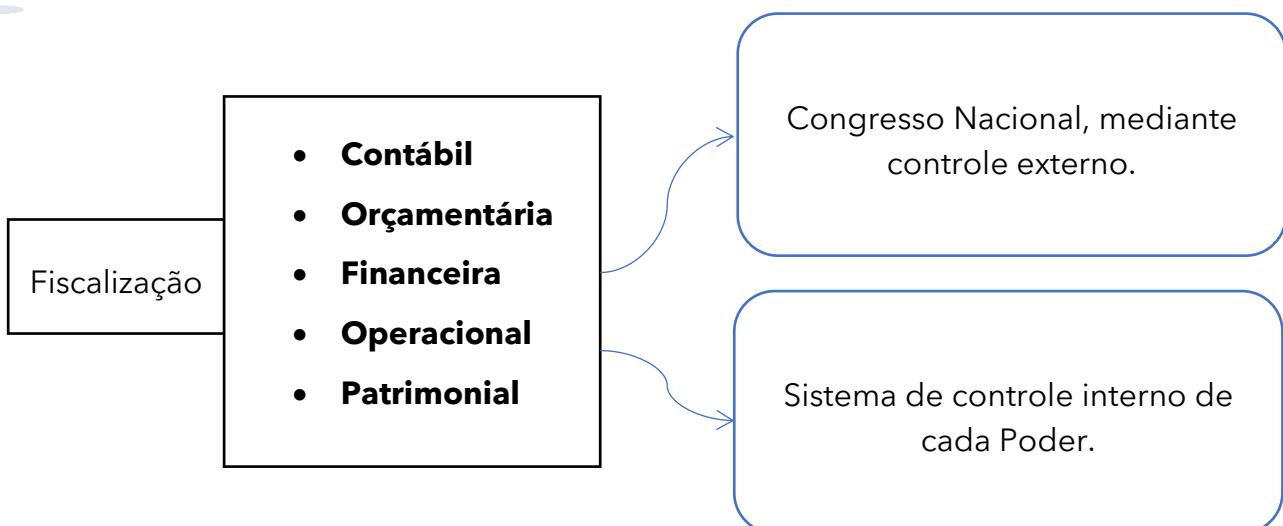 Fiscalização
• Contábil
• Orçamentária
• Financeira
• Operacional
• Patrimonial
Congresso Nacional, mediante
controle externo.
Sistema de controle interno de
cada Poder.